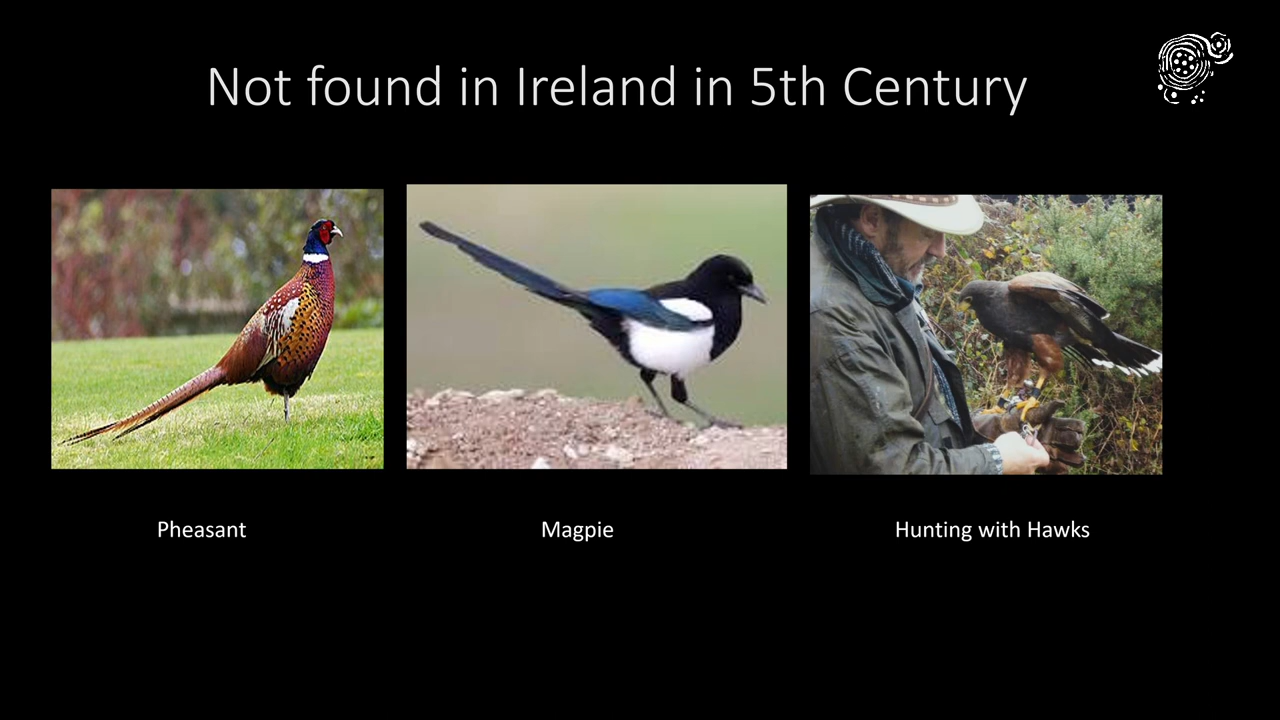 Not found in Ireland in 5th Century
Pheasant
Magpie
Hunting with Hawks